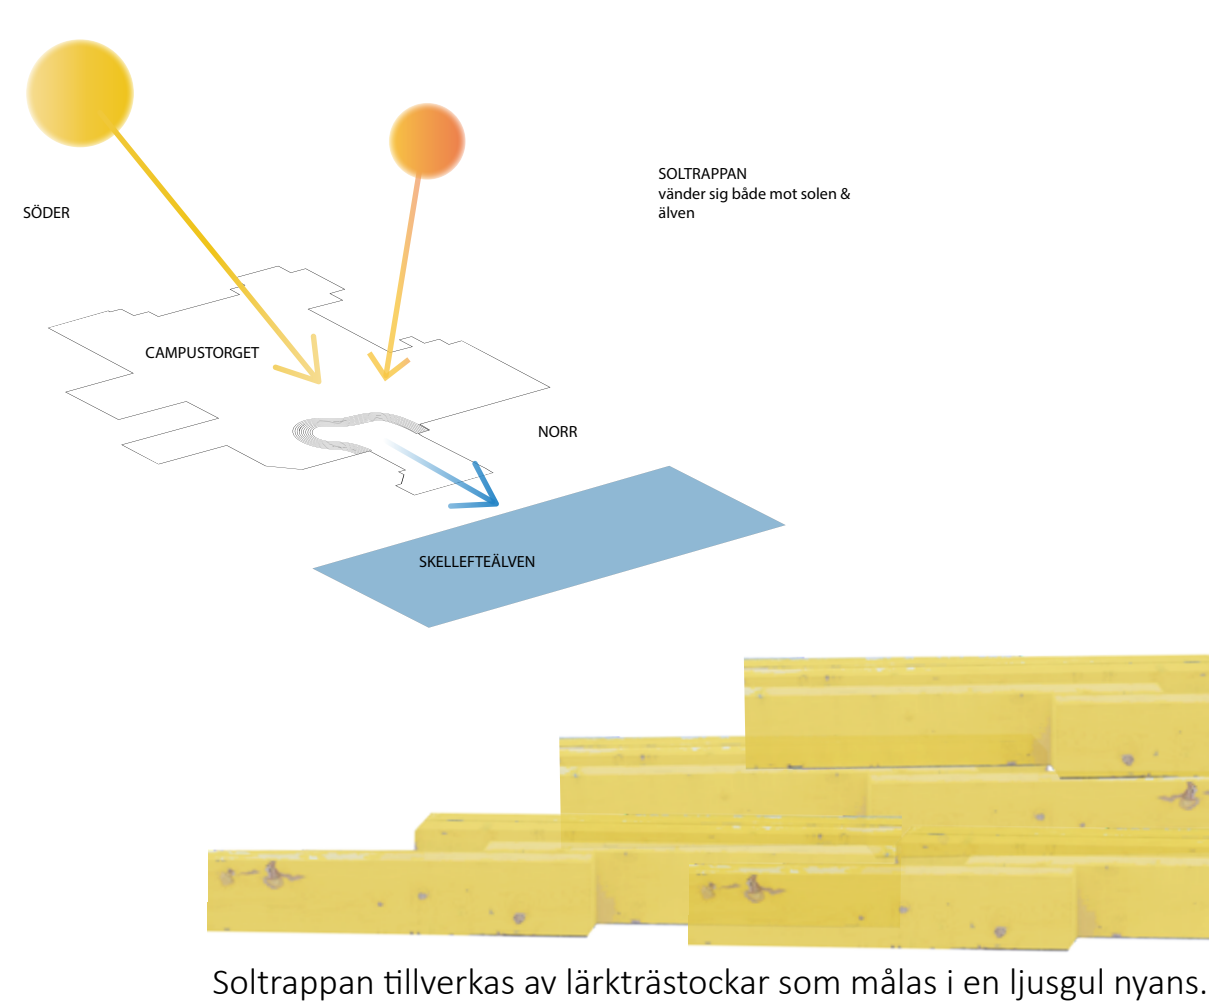 SOLTRAPPAN
vänder sig både mot solen &
älven
SÖDER
CAMPUSTORGET
NORR
SKELLEFTEÄLVEN
Soltrappan tillverkas av lärkträstockar som målas i en ljusgul nyans.